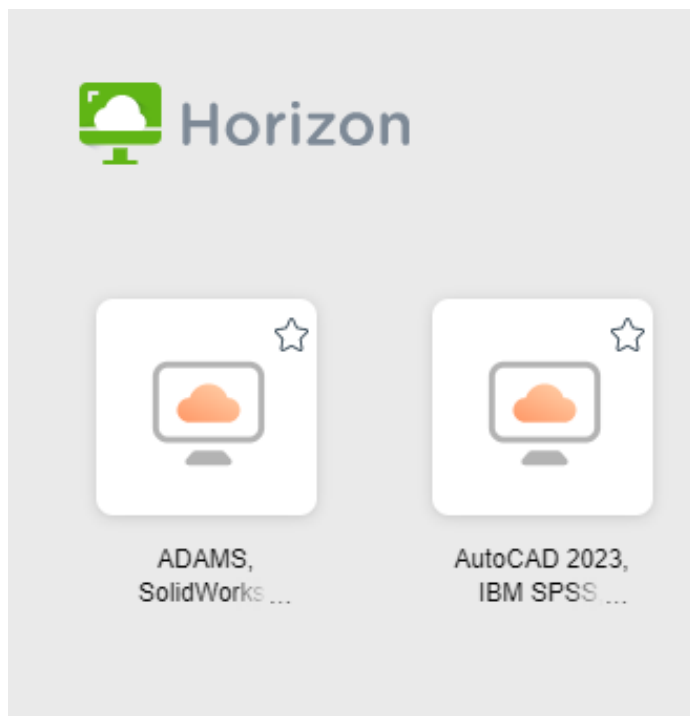 Horizon
ADAMS,
SolidWorks...
AutoCAD 2023,
IBM SPSS...